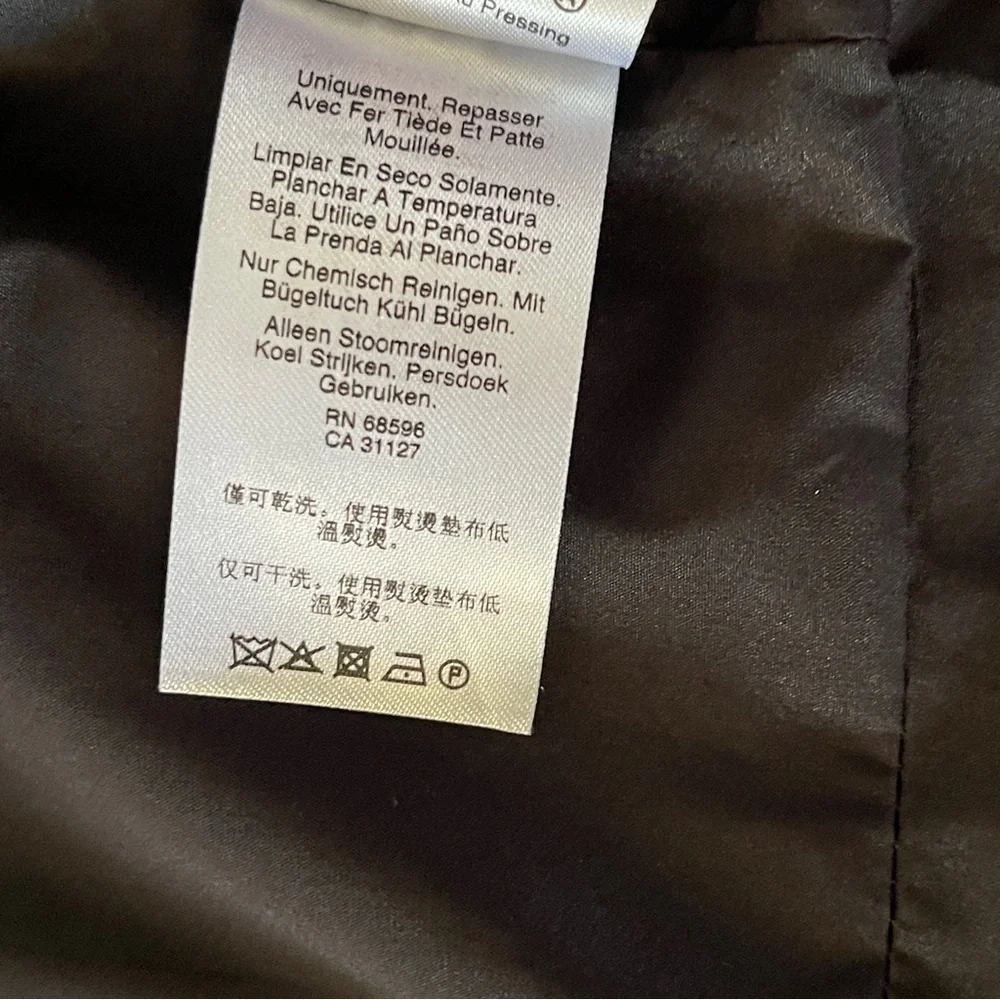 Au Pressing
Uniquement. Repasser
Avec Fer Tiède Et Patte
Mouillée.
Limpiar En Seco Solamente.
Planchar A Temperatura
Baja. Utilice Un Paño Sobre
La Prenda Al Planchar.
Nur Chemisch Reinigen. Mit
Bügeltuch Kühl Bügeln.
Alleen Stoomreinigen.
Koel Strijken. Persdoek
Gebruiken.
RN 68596
CA 31127
僅可乾洗。使用熨燙墊布低
溫熨燙。
仅可干洗。使用熨烫垫布低
温熨烫。
P